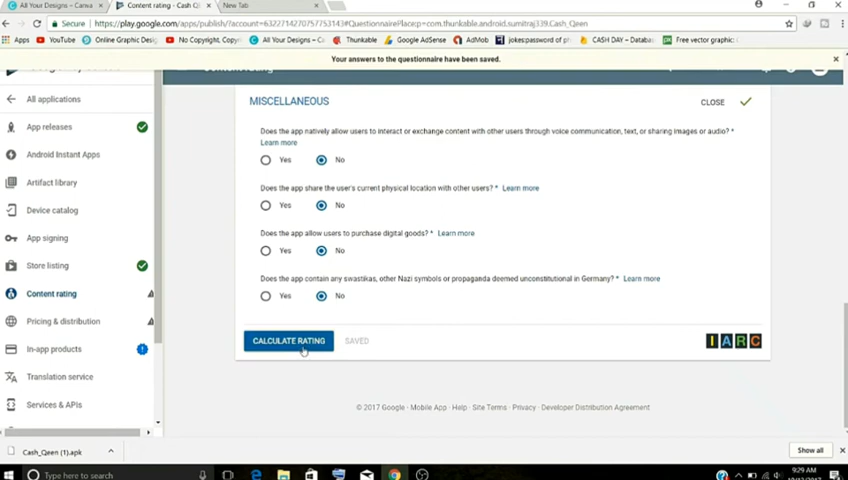 All Your Designs – Canva
Content rating - Cash Q
New Tab
Secure https://play.google.com/apps/publish/?account=6322714270757753143#QuestionnairePlace:p=com.thunkable.android.sumitraj339.Cash_Qeen
Apps YouTube Online Graphic Desig No Copyright, Copyrig All Your Designs – Ca Thunkable Google AdSense AdMob jokes:password of ph CASH DAY – Databas Free vector graphic:
Your answers to the questionnaire have been saved.
Content rating
All applications
App releases
Android Instant Apps
Artifact library
Device catalog
App signing
Store listing
Content rating
Pricing & distribution
In-app products
Translation service
Services & APIs
MISCELLANEOUS
CLOSE
Does the app natively allow users to interact or exchange content with other users through voice communication, text, or sharing images or audio? *
Learn more
Yes No
Does the app share the user's current physical location with other users? * Learn more
Yes No
Does the app allow users to purchase digital goods? * Learn more
Yes No
Does the app contain any swastikas, other Nazi symbols or propaganda deemed unconstitutional in Germany? * Learn more
Yes No
CALCULATE RATING SAVED
IARC
© 2017 Google · Mobile App · Help · Site Terms · Privacy · Developer Distribution Agreement
Cash_Qeen (1).apk
Show all
Type here to search
9:29 AM